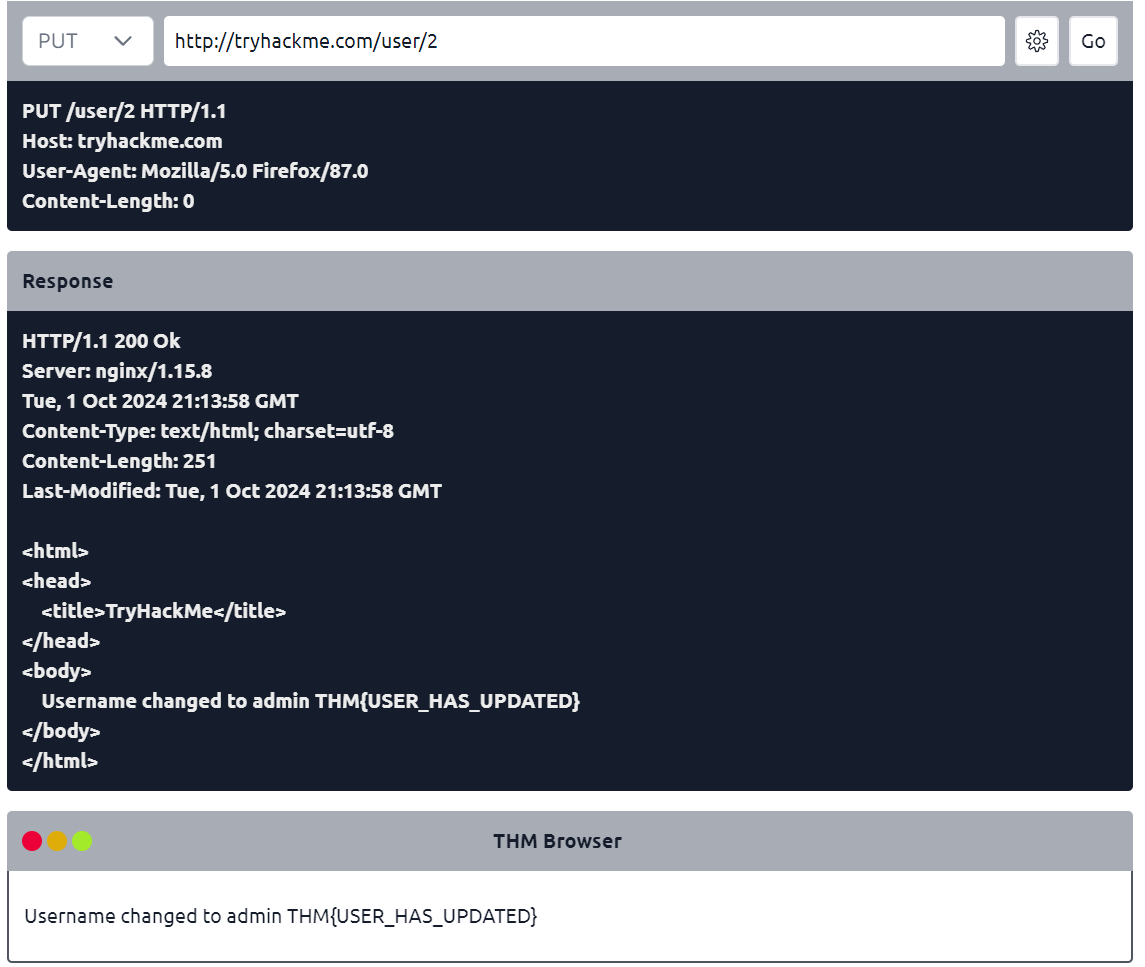 PUT
http://tryhackme.com/user/2
Go
PUT /user/2 HTTP/1.1
Host: tryhackme.com
User-Agent: Mozilla/5.0 Firefox/87.0
Content-Length: 0
Response
HTTP/1.1 200 Ok
Server: nginx/1.15.8
Tue, 1 Oct 2024 21:13:58 GMT
Content-Type: text/html; charset=utf-8
Content-Length: 251
Last-Modified: Tue, 1 Oct 2024 21:13:58 GMT
<html>
<head>
<title>TryHackMe</title>
</head>
<body>
Username changed to admin THM{USER_HAS_UPDATED}
</body>
</html>
THM Browser
Username changed to admin THM{USER_HAS_UPDATED}